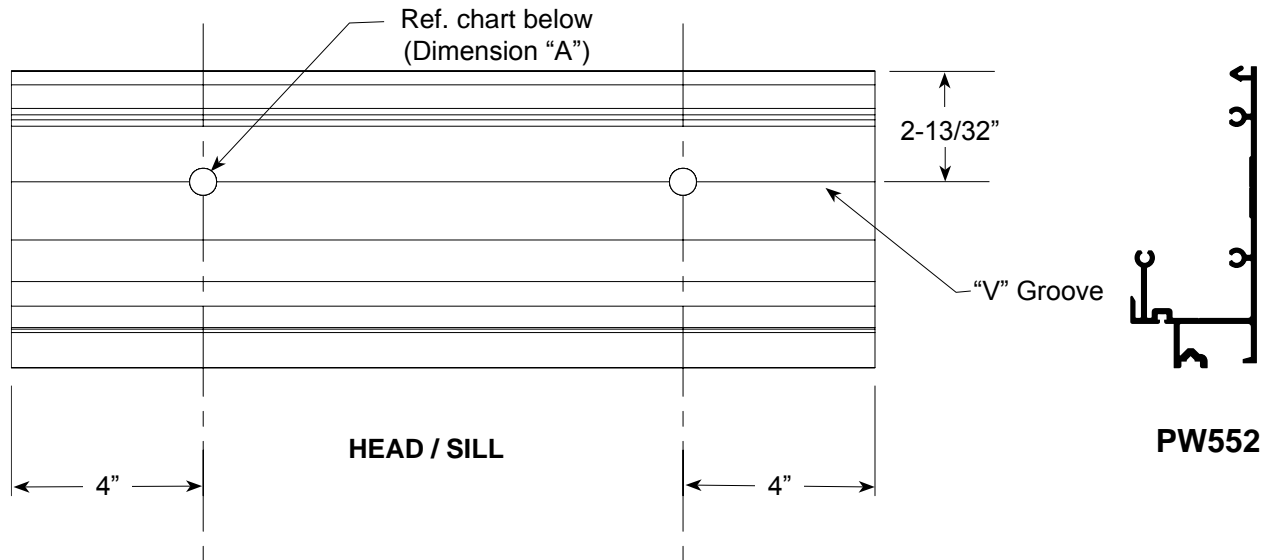 Ref. chart below
(Dimension “A”)
2-13/32”
“V” Groove
PW552
HEAD / SILL
4”
4”